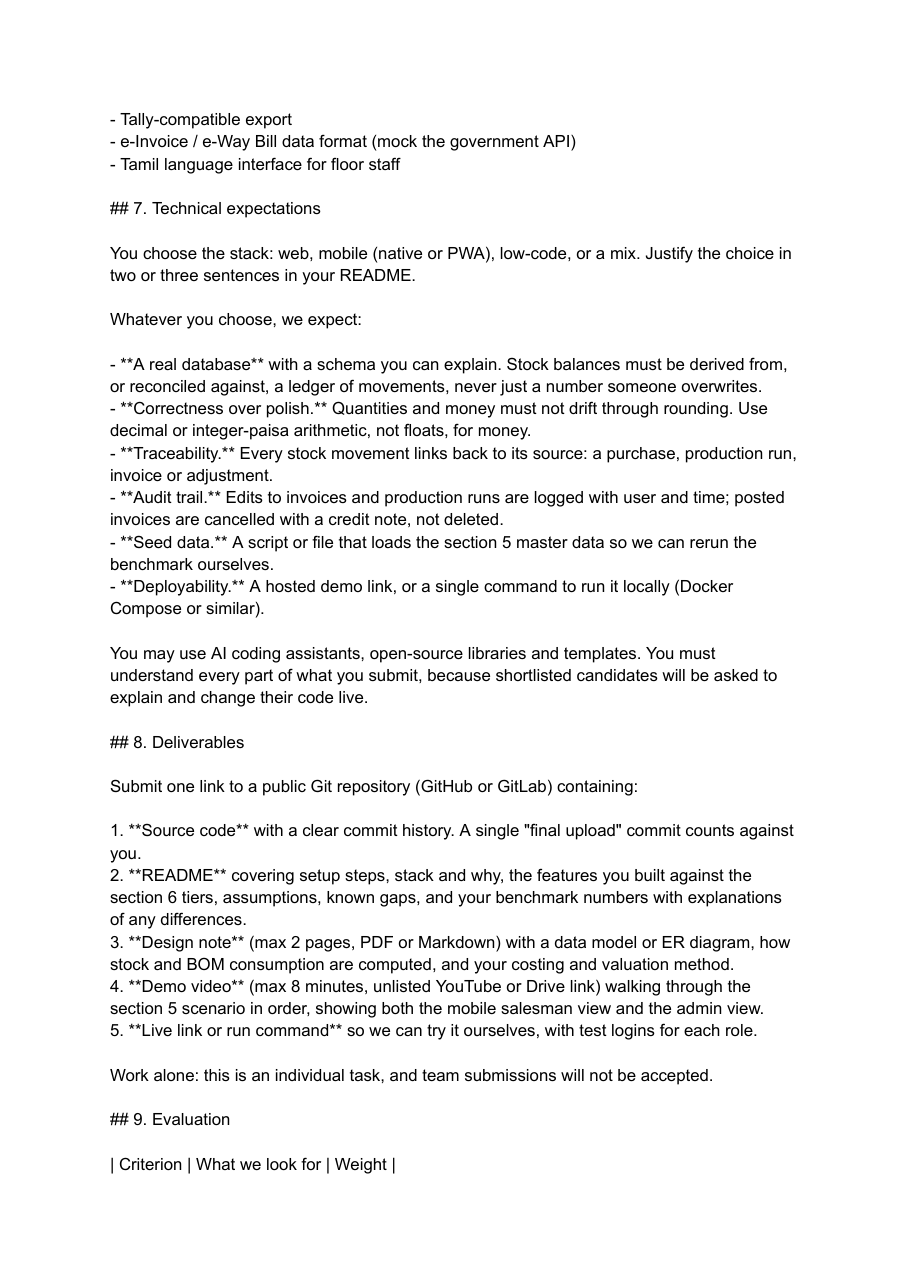 - Tally-compatible export
- e-Invoice / e-Way Bill data format (mock the government API)
- Tamil language interface for floor staff
## 7. Technical expectations
You choose the stack: web, mobile (native or PWA), low-code, or a mix. Justify the choice in
two or three sentences in your README.
Whatever you choose, we expect:
- **A real database** with a schema you can explain. Stock balances must be derived from,
or reconciled against, a ledger of movements, never just a number someone overwrites.
- **Correctness over polish.** Quantities and money must not drift through rounding. Use
decimal or integer-paisa arithmetic, not floats, for money.
- **Traceability.** Every stock movement links back to its source: a purchase, production run,
invoice or adjustment.
- **Audit trail.** Edits to invoices and production runs are logged with user and time; posted
invoices are cancelled with a credit note, not deleted.
- **Seed data.** A script or file that loads the section 5 master data so we can rerun the
benchmark ourselves.
- **Deployability.** A hosted demo link, or a single command to run it locally (Docker
Compose or similar).
You may use AI coding assistants, open-source libraries and templates. You must
understand every part of what you submit, because shortlisted candidates will be asked to
explain and change their code live.
## 8. Deliverables
Submit one link to a public Git repository (GitHub or GitLab) containing:
1. **Source code** with a clear commit history. A single "final upload" commit counts against
you.
2. **README** covering setup steps, stack and why, the features you built against the
section 6 tiers, assumptions, known gaps, and your benchmark numbers with explanations
of any differences.
3. **Design note** (max 2 pages, PDF or Markdown) with a data model or ER diagram, how
stock and BOM consumption are computed, and your costing and valuation method.
4. **Demo video** (max 8 minutes, unlisted YouTube or Drive link) walking through the
section 5 scenario in order, showing both the mobile salesman view and the admin view.
5. **Live link or run command** so we can try it ourselves, with test logins for each role.
Work alone: this is an individual task, and team submissions will not be accepted.
## 9. Evaluation
| Criterion | What we look for | Weight |